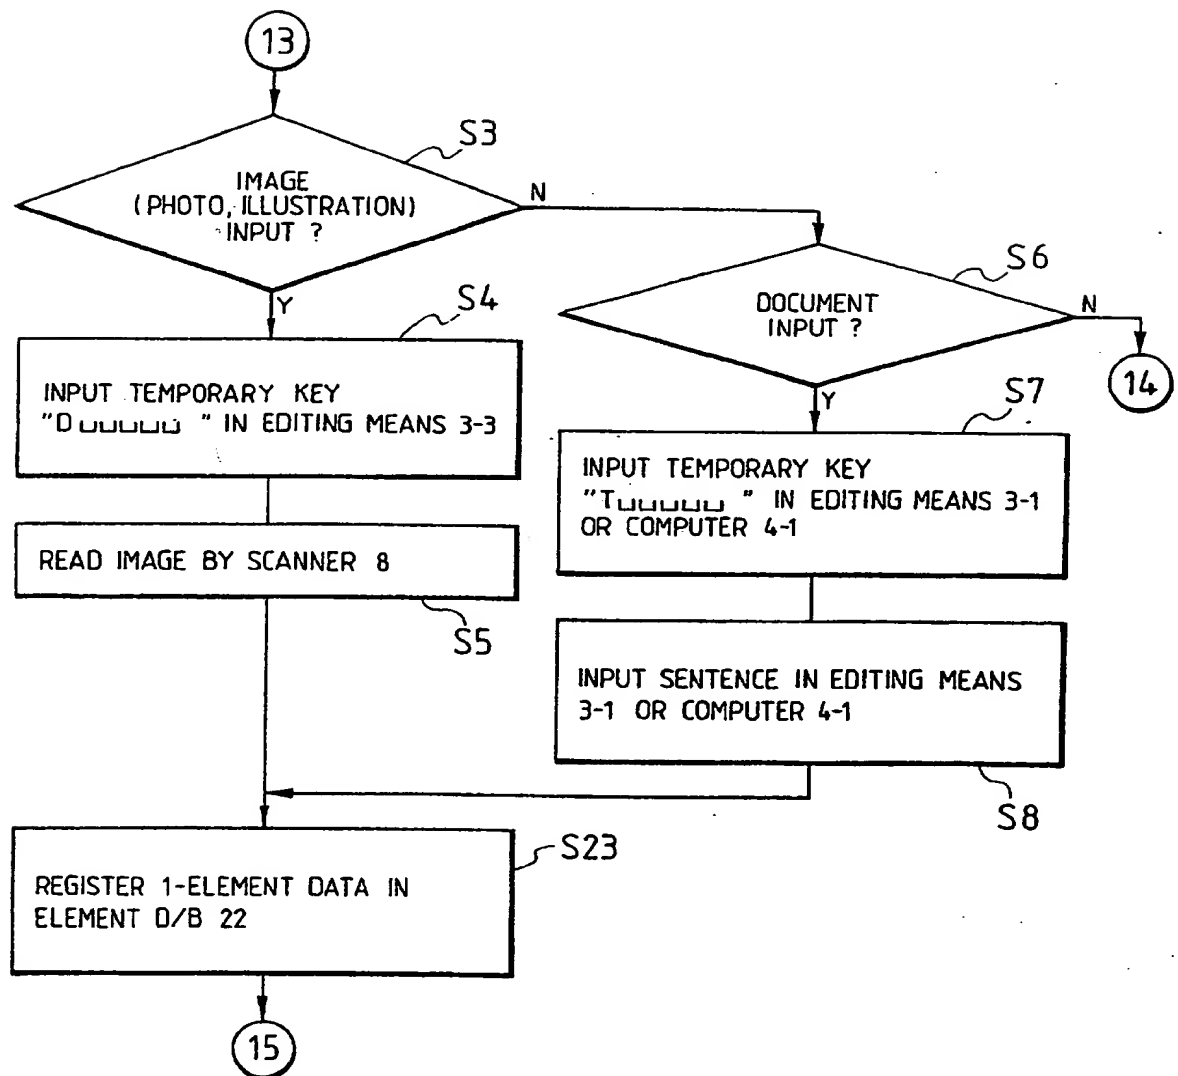 13
S3
IMAGE
(PHOTO, ILLUSTRATION)
INPUT ?
N
Y
S6
DOCUMENT
INPUT ?
N
14
Y
S4
INPUT TEMPORARY KEY
"D␣␣␣␣␣ " IN EDITING MEANS 3-3
S7
INPUT TEMPORARY KEY
"T␣␣␣␣␣ " IN EDITING MEANS 3-1
OR COMPUTER 4-1
READ IMAGE BY SCANNER 8
S5
INPUT SENTENCE IN EDITING MEANS
3-1 OR COMPUTER 4-1
S8
S23
REGISTER 1-ELEMENT DATA IN
ELEMENT D/B 22
15